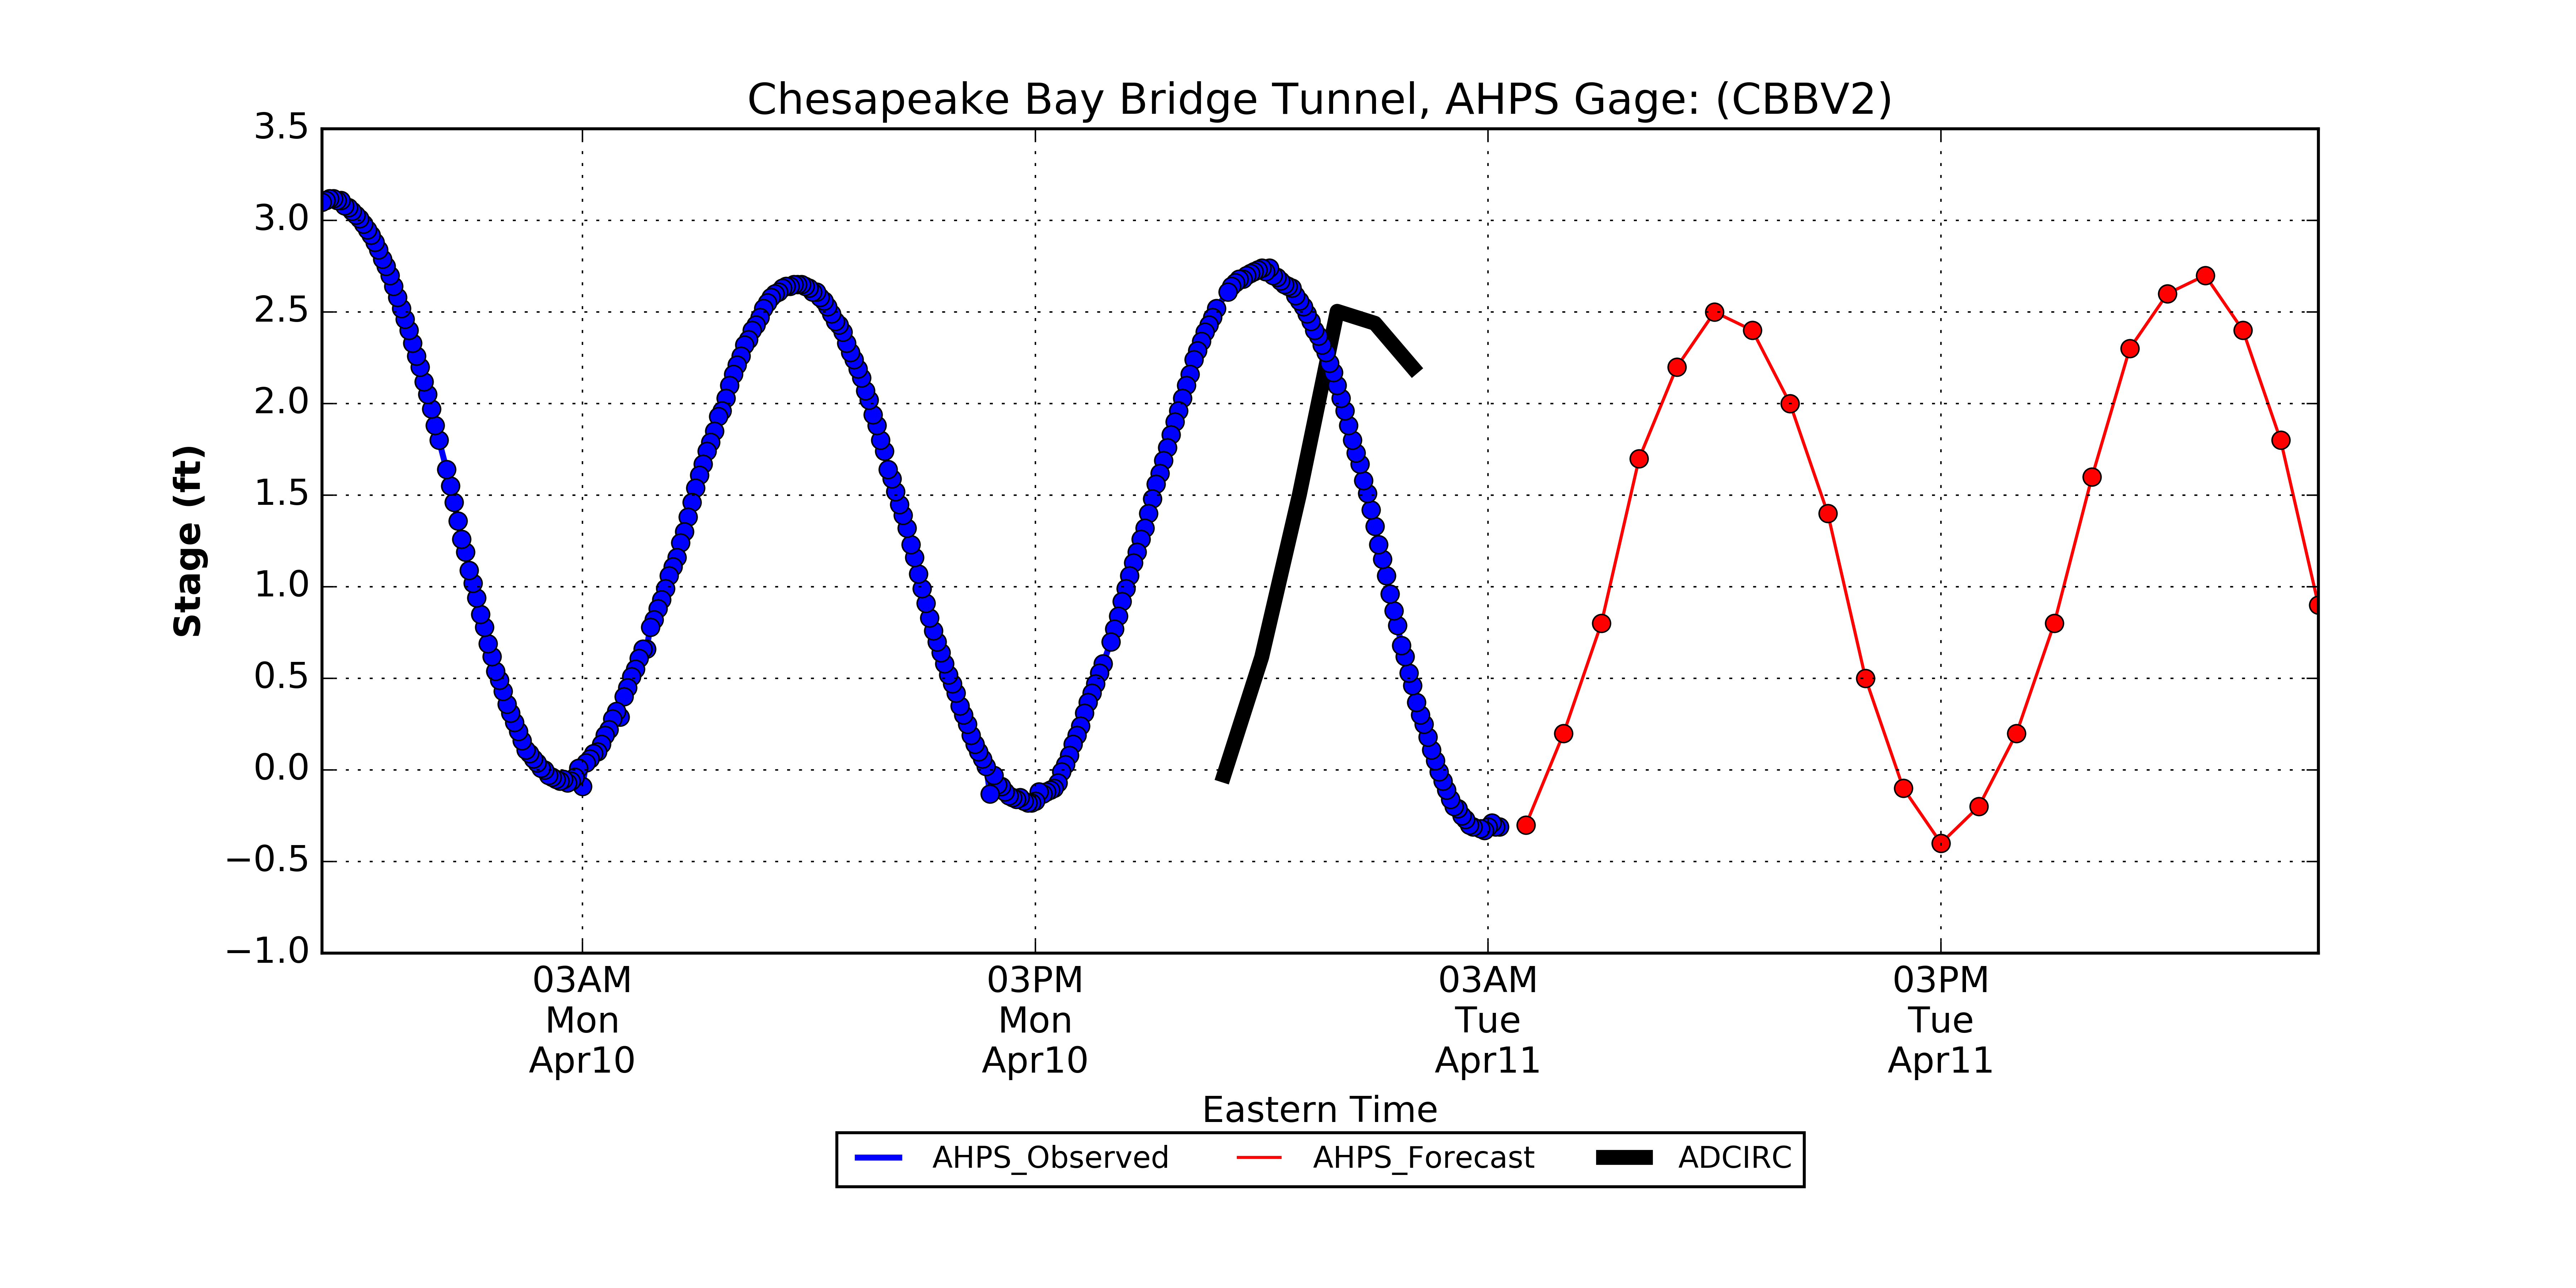 Chesapeake Bay Bridge Tunnel, AHPS Gage: (CBBV2)
3.5
3.0
2.5
2.0
1.5
1.0
0.5
0.0
−0.5
−1.0
Stage (ft)
03AM 03PM 03AM 03PM
Mon Mon Tue Tue
Apr10 Apr10 Apr11 Apr11
Eastern Time
AHPS_Observed AHPS_Forecast ADCIRC